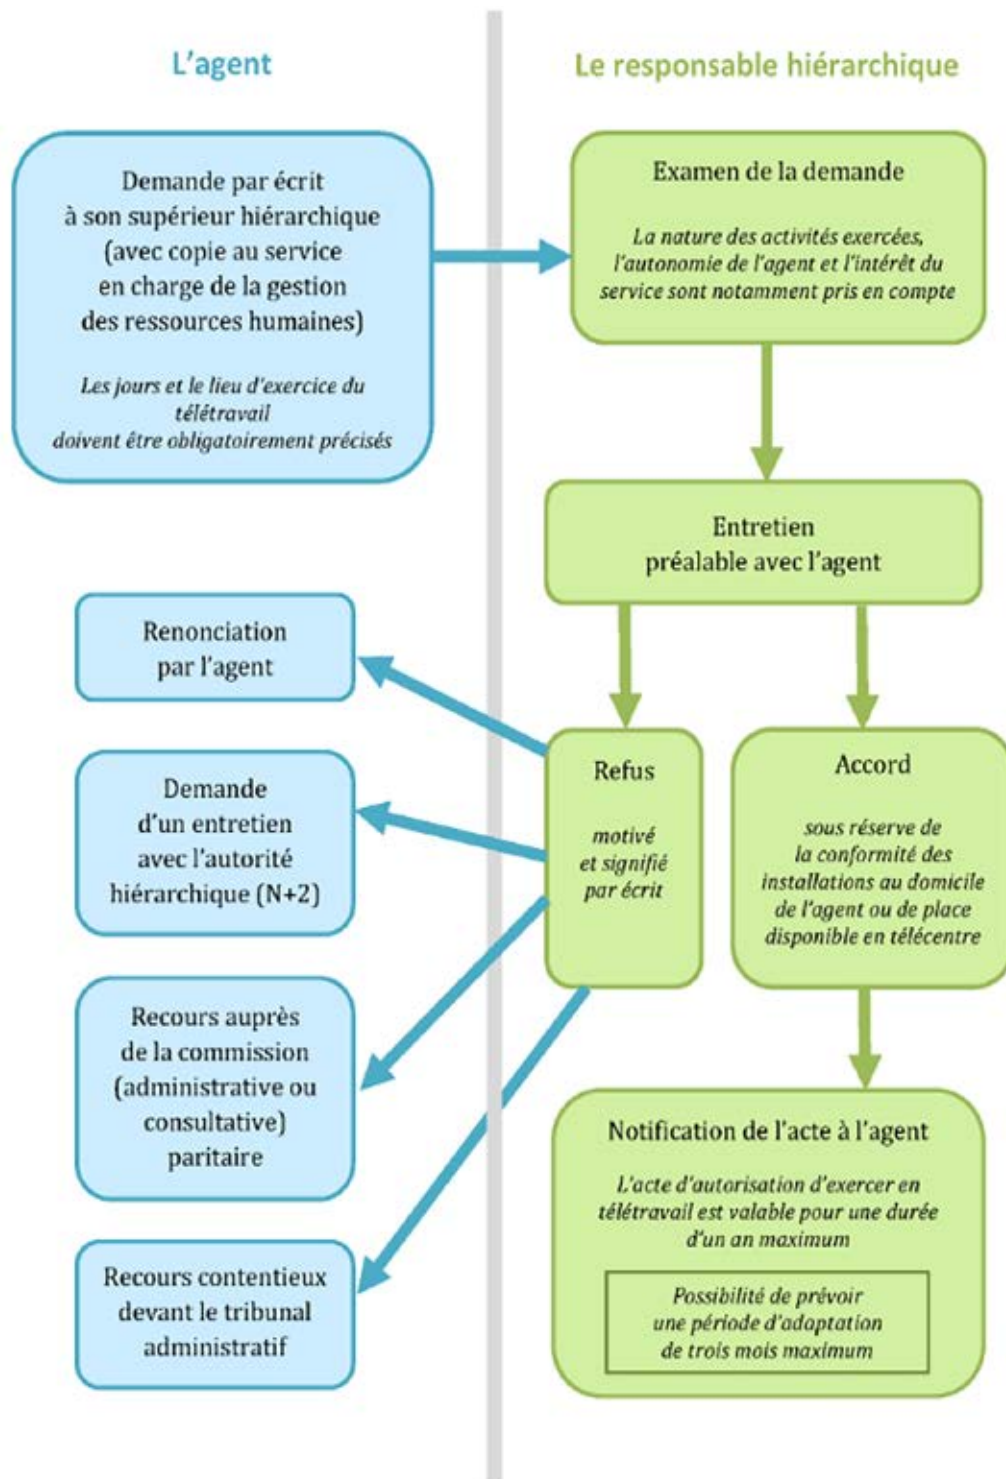 L'agent
Demande par écrit
à son supérieur hiérarchique
(avec copie au service
en charge de la gestion
des ressources humaines)
Les jours et le lieu d'exercice du
télétravail
doivent être obligatoirement précisés
Le responsable hiérarchique
Examen de la demande
La nature des activités exercées,
l'autonomie de l'agent et l'intérêt du
service sont notamment pris en compte
Entretien
préalable avec l'agent
Refus
motivé
et signifié
par écrit
Accord
sous réserve de
la conformité des
installations au domicile
de l'agent ou de place
disponible en télécentre
Renonciation
par l'agent
Demande
d'un entretien
avec l'autorité
hiérarchique (N+2)
Recours auprès
de la commission
(administrative ou
consultative)
paritaire
Recours contentieux
devant le tribunal
administratif
Notification de l'acte à l'agent
L'acte d'autorisation d'exercer en
télétravail est valable pour une durée
d'un an maximum
Possibilité de prévoir
une période d'adaptation
de trois mois maximum